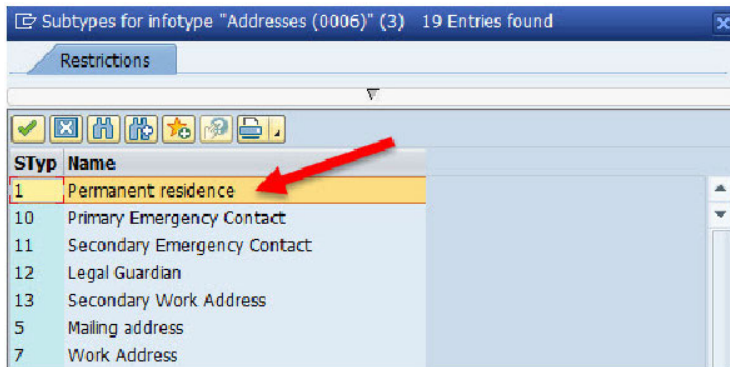 Subtypes for infotype "Addresses (0006)" (3) 19 Entries found
Restrictions
STyp Name
1 Permanent residence
10 Primary Emergency Contact
11 Secondary Emergency Contact
12 Legal Guardian
13 Secondary Work Address
5 Mailing address
7 Work Address